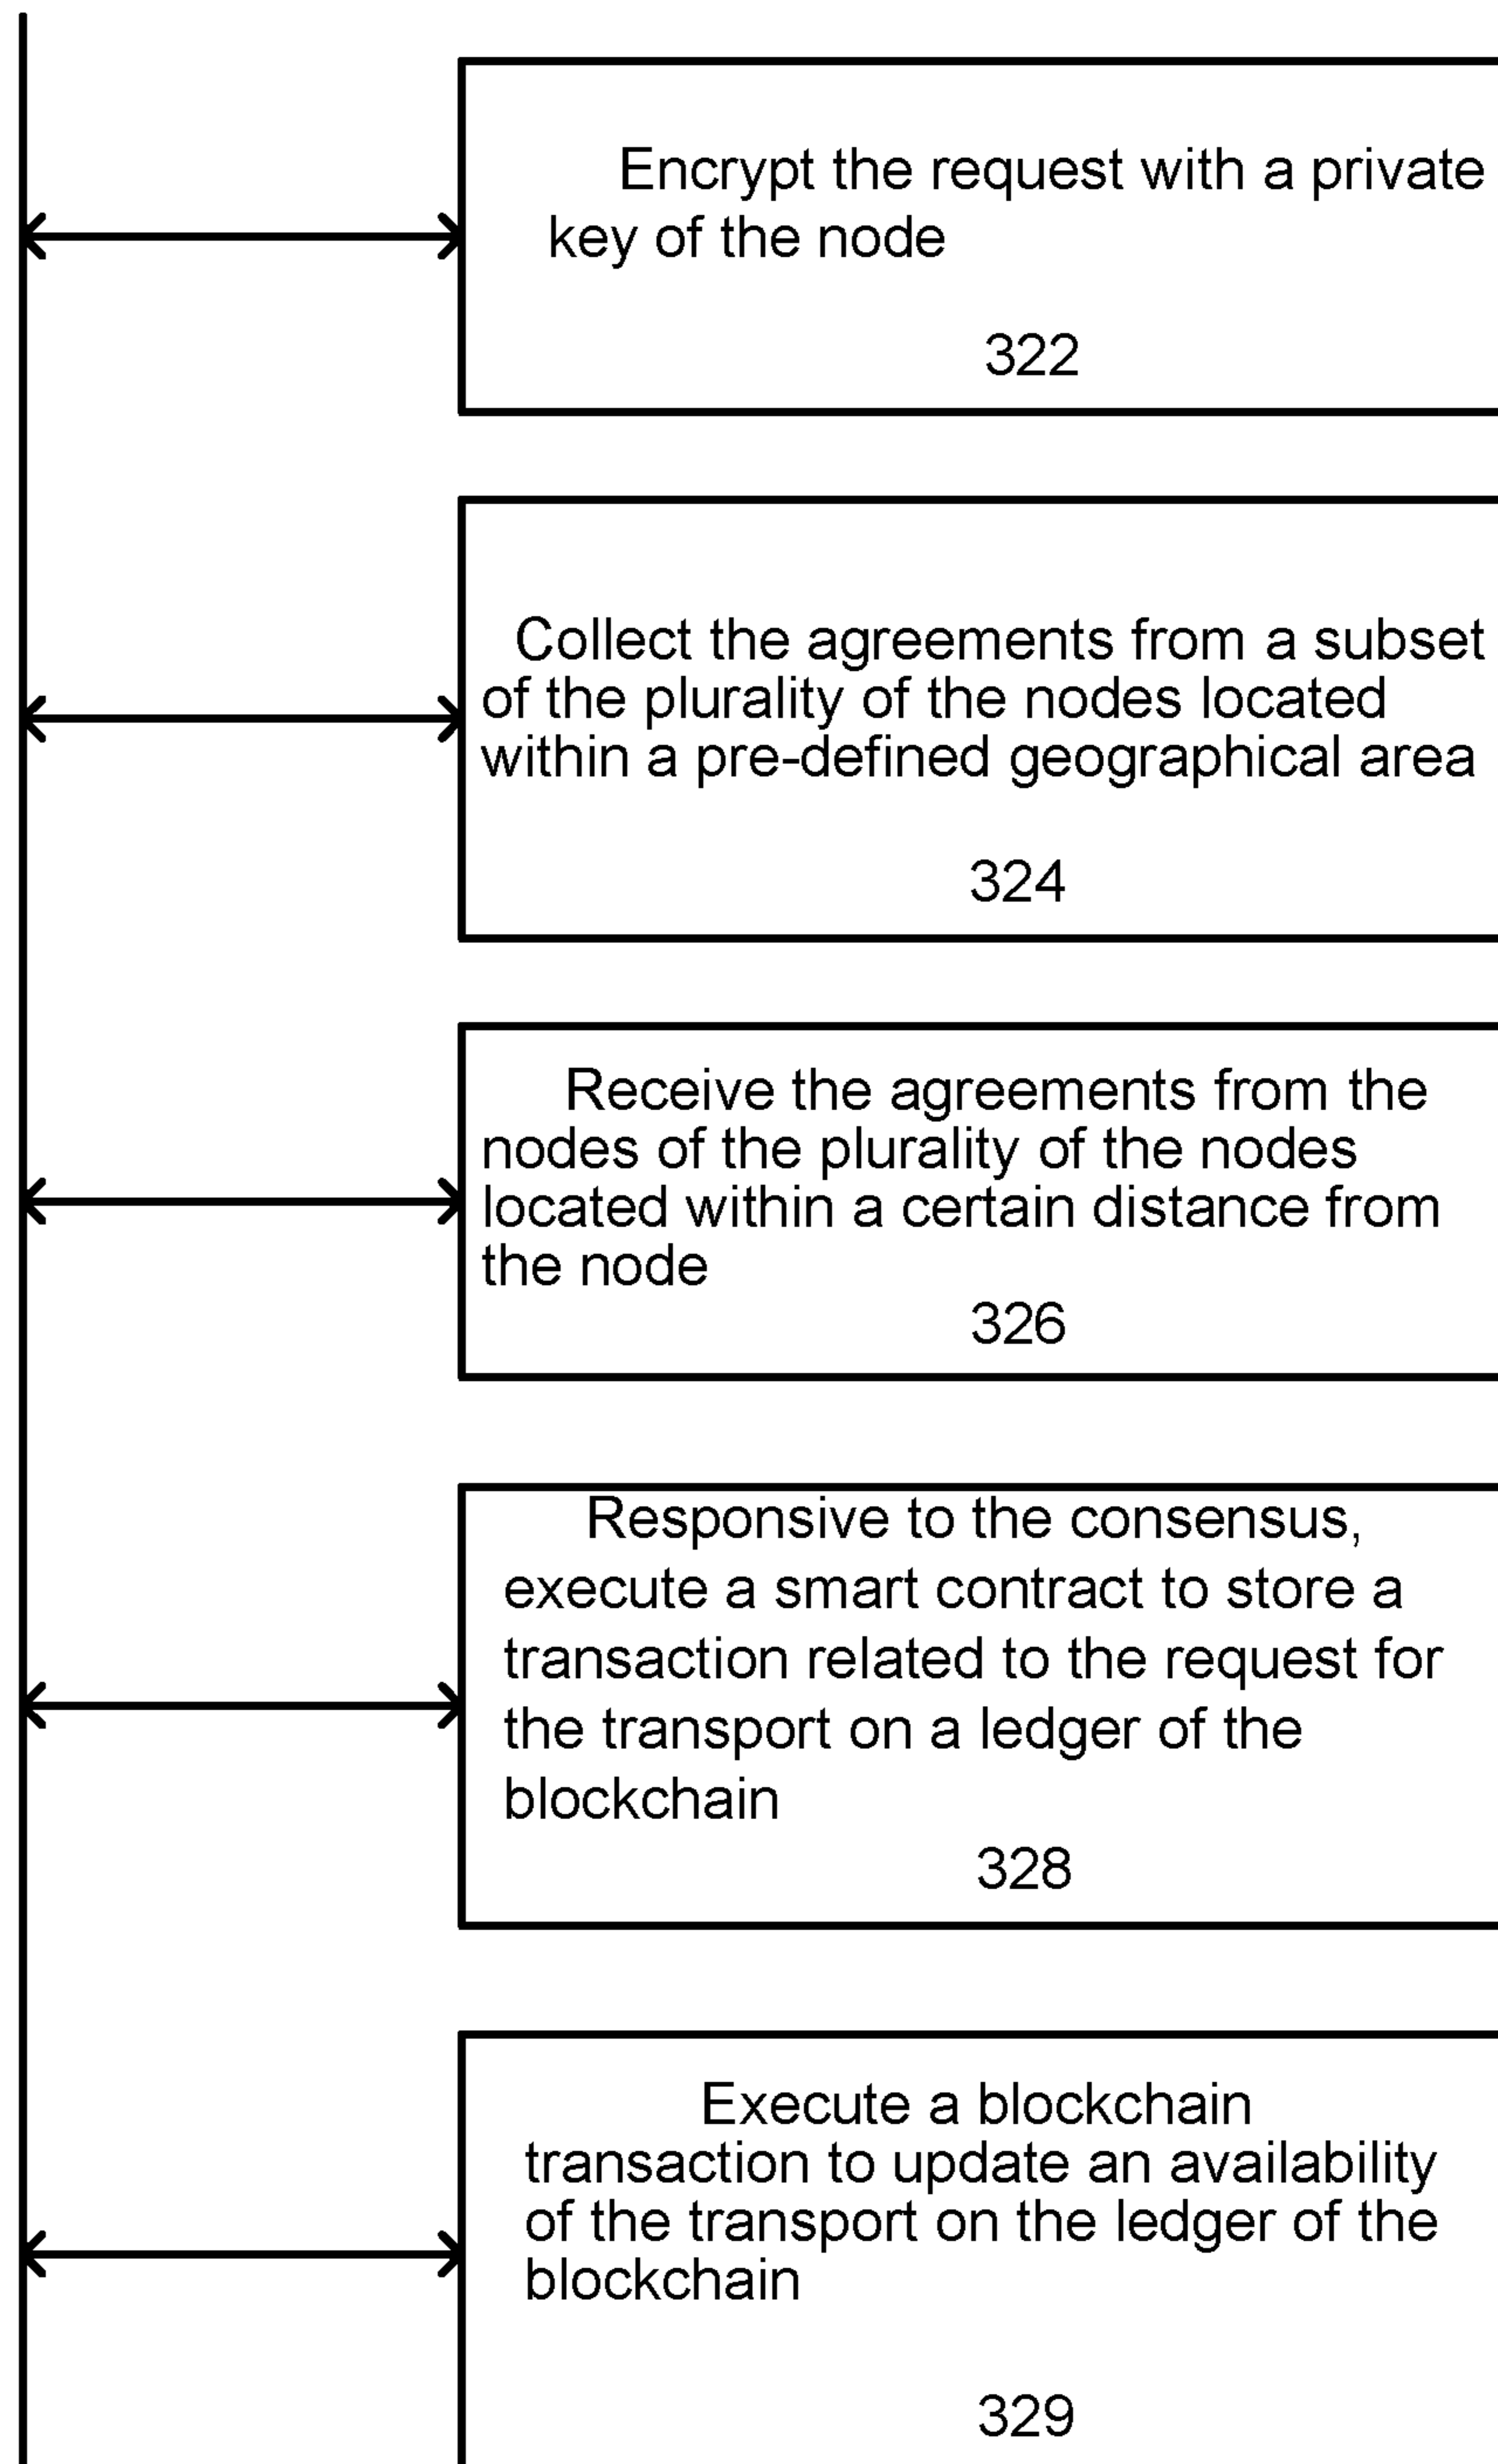 Encrypt the request with a private
key of the node
322
Collect the agreements from a subset
of the plurality of the nodes located
within a pre-defined geographical area
324
Receive the agreements from the
nodes of the plurality of the nodes
located within a certain distance from
the node
326
Responsive to the consensus,
execute a smart contract to store a
transaction related to the request for
the transport on a ledger of the
blockchain
328
Execute a blockchain
transaction to update an availability
of the transport on the ledger of the
blockchain
329